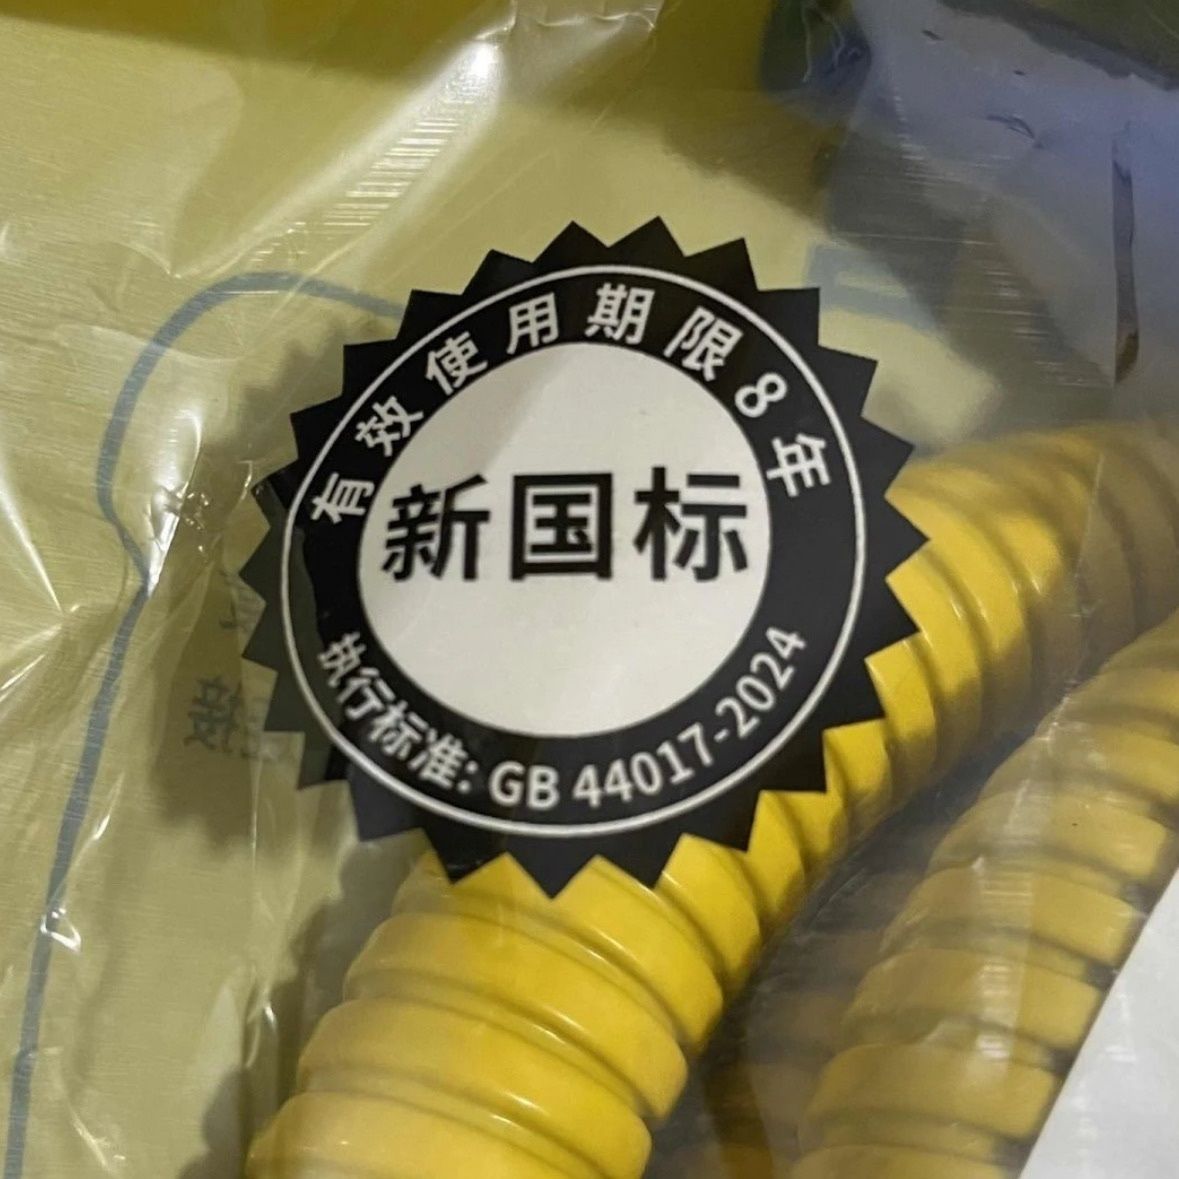 有效使用期限8年
新国标
执行标准: GB 44017-2024